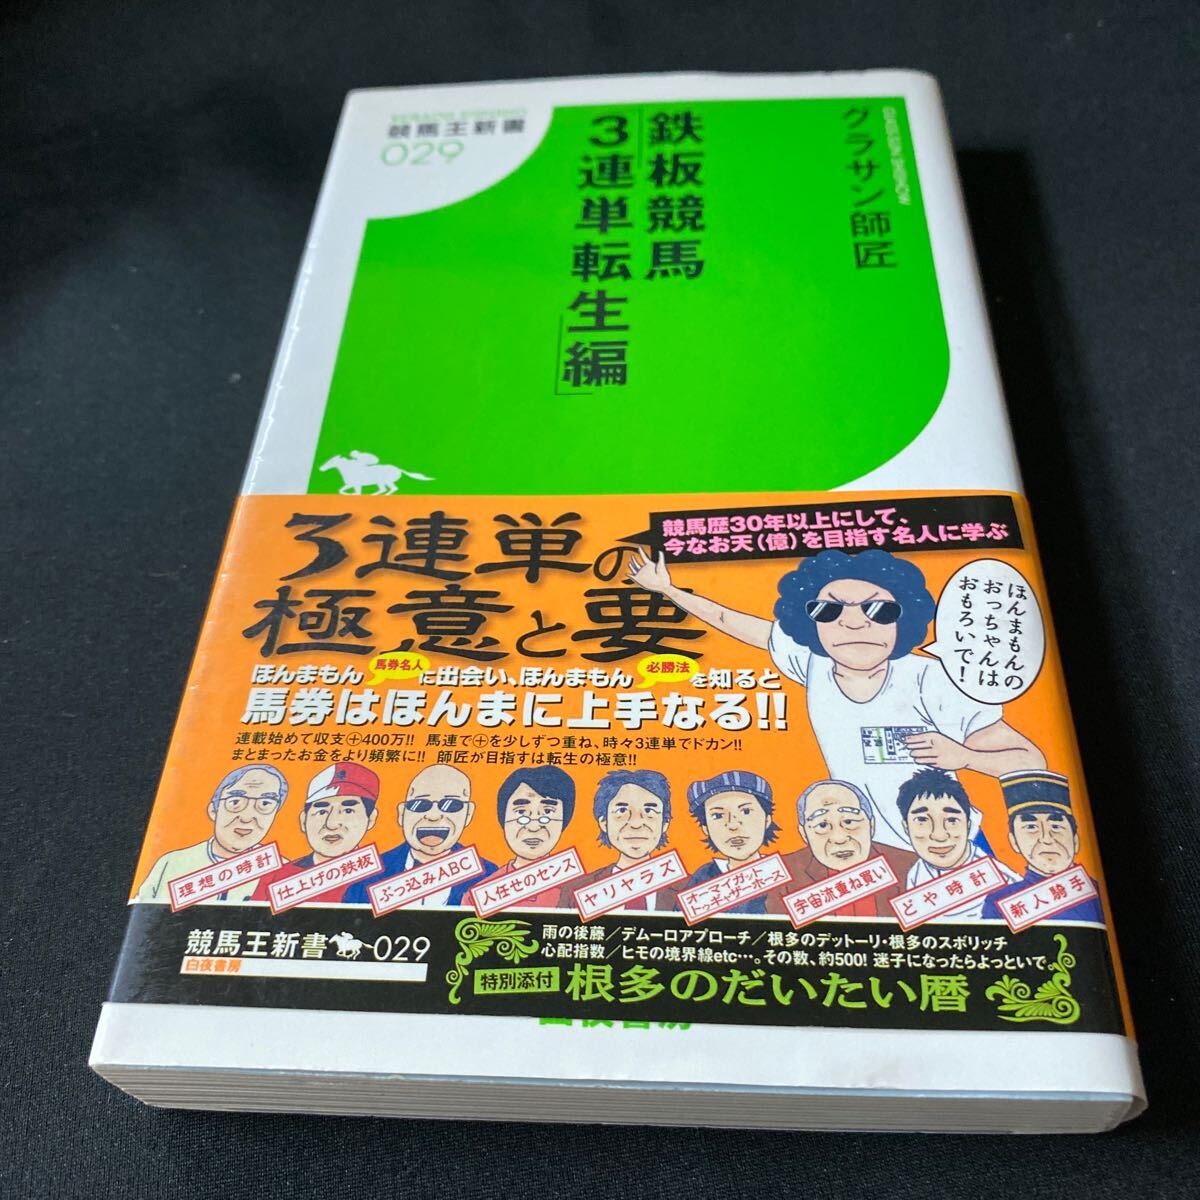 競馬王新書
029
グラサン師匠
鉄板競馬
「3連単転生」編
競馬歴30年以上にして、
今なお天(億)を目指す名人に学ぶ
3連単の
極意と要
ほんまもんの
おっちゃんは
おもろいで!
馬券名人
必勝法
ほんまもんに出会い、ほんまもんを知ると
馬券はほんまに上手なる!!
連載始めて収支⊕400万!! 馬連で⊕を少しずつ重ね、時々3連単でドカン!!
まとまったお金をより頻繁に!! 師匠が目指すは転生の極意!!
理想の時計
仕上げの鉄板
ぶっ込みABC
人任せのセンス
ヤリヤラズ
オーマイガット
トゥギャザーホース
宇宙流重ね買い
どや時計
新人騎手
競馬王新書 029
白夜書房
雨の後藤/デムーロアプローチ/根多のデットーリ・根多のスポリッチ
心配指数/ヒモの境界線etc…。その数、約500! 迷子になったらよっといで。
特別添付 根多のだいたい暦